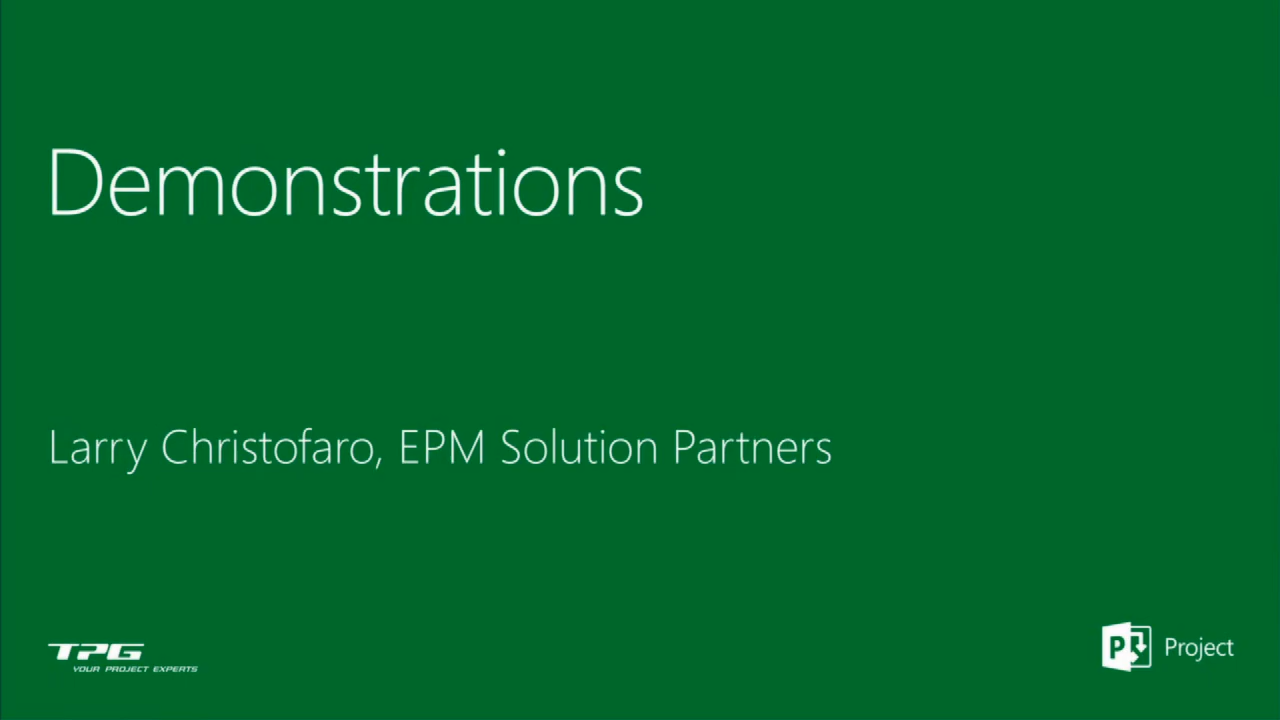 Demonstrations
Larry Christofaro, EPM Solution Partners
TPG
YOUR PROJECT EXPERTS
P
Project